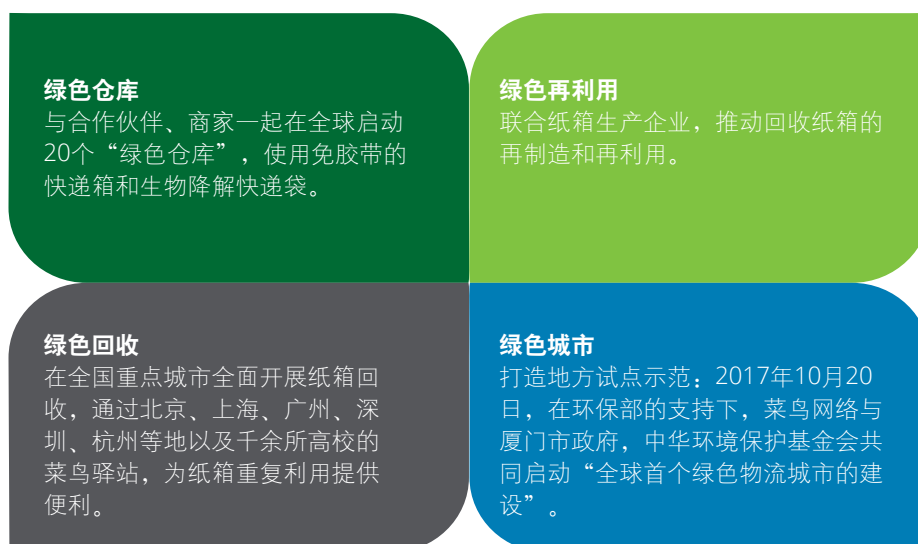 绿色仓库
与合作伙伴、商家一起在全球启动
20个“绿色仓库”，使用免胶带的
快递箱和生物降解快递袋。
绿色再利用
联合纸箱生产企业，推动回收纸箱的
再制造和再利用。
绿色回收
在全国重点城市全面开展纸箱回
收，通过北京、上海、广州、深
圳、杭州等地以及千余所高校的
菜鸟驿站，为纸箱重复利用提供
便利。
绿色城市
打造地方试点示范；2017年10月20
日，在环保部的支持下，菜鸟网络与
厦门市政府，中华环境保护基金会共
同启动“全球首个绿色物流城市的建
设”。